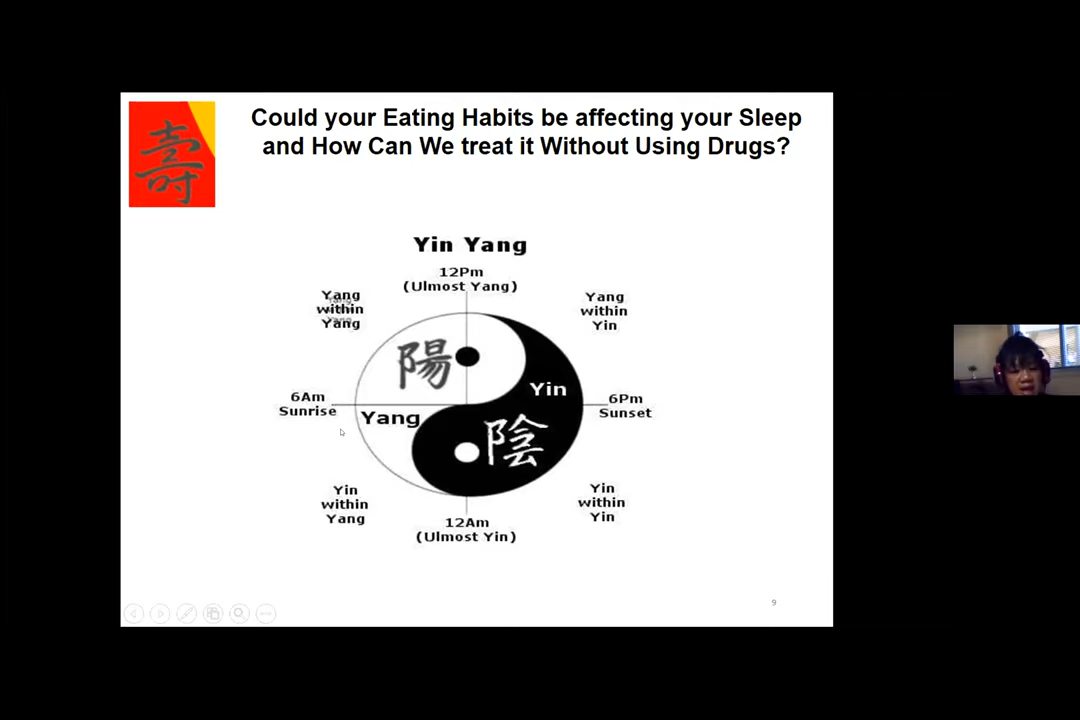 壽
Could your Eating Habits be affecting your Sleep
and How Can We treat it Without Using Drugs?
Yin Yang
12Pm
(Ulmost Yang)
Yang
within
Yang
Yang
within
Yin
陽
Yin
6Am
Sunrise
Yang
6Pm
Sunset
陰
Yin
within
Yang
Yin
within
Yin
12Am
(Ulmost Yin)
9